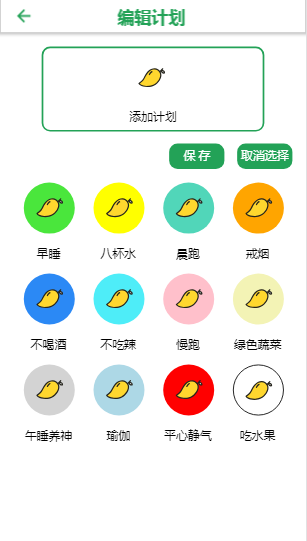 编辑计划
添加计划
保 存 取消选择
早睡 八杯水 晨跑 戒烟
不喝酒 不吃辣 慢跑 绿色蔬菜
午睡养神 瑜伽 平心静气 吃水果